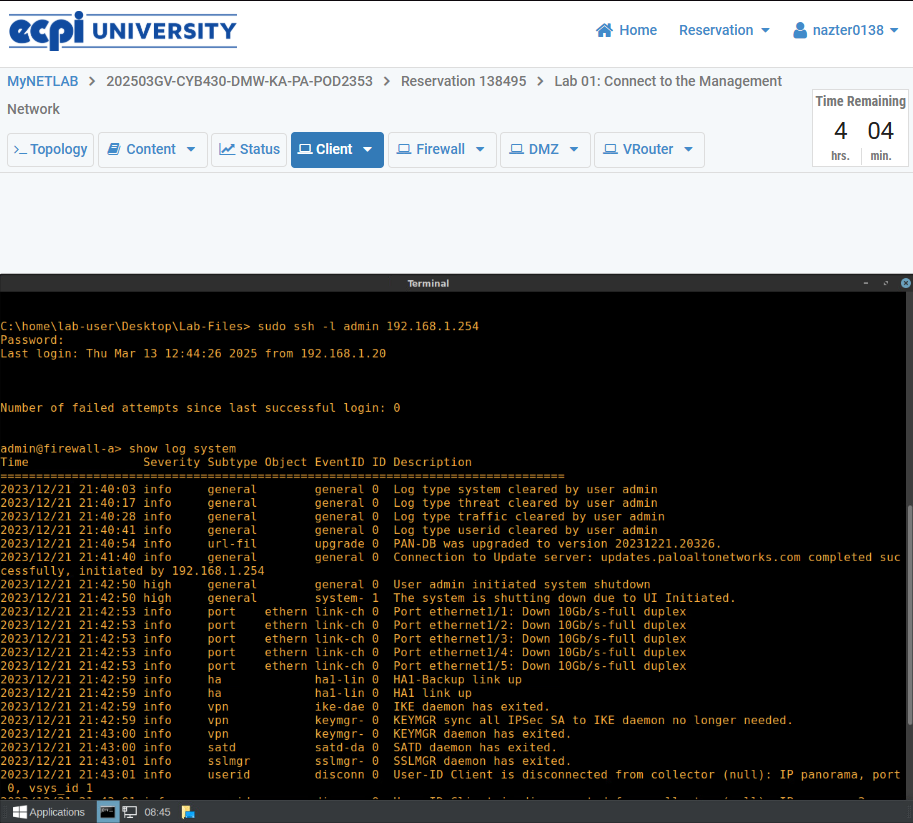 ecpi UNIVERSITY
Home Reservation nazter0138
MyNETLAB > 202503GV-CYB430-DMW-KA-PA-POD2353 > Reservation 138495 > Lab 01: Connect to the Management
Network
Time Remaining
4 04
hrs. min.
>_ Topology Content Status Client Firewall DMZ VRouter
Terminal
C:\home\lab-user\Desktop\Lab-Files> sudo ssh -l admin 192.168.1.254
Password:
Last login: Thu Mar 13 12:44:26 2025 from 192.168.1.20
Number of failed attempts since last successful login: 0
admin@firewall-a> show log system
Time Severity Subtype Object EventID ID Description
===============================================================================
2023/12/21 21:40:03 info general general 0 Log type system cleared by user admin
2023/12/21 21:40:17 info general general 0 Log type threat cleared by user admin
2023/12/21 21:40:28 info general general 0 Log type traffic cleared by user admin
2023/12/21 21:40:41 info general general 0 Log type userid cleared by user admin
2023/12/21 21:40:54 info url-fil upgrade 0 PAN-DB was upgraded to version 20231221.20326.
2023/12/21 21:41:40 info general general 0 Connection to Update server: updates.paloaltonetworks.com completed suc
cessfully, initiated by 192.168.1.254
2023/12/21 21:42:50 high general general 0 User admin initiated system shutdown
2023/12/21 21:42:50 high general system- 1 The system is shutting down due to UI Initiated.
2023/12/21 21:42:53 info port ethern link-ch 0 Port ethernet1/1: Down 10Gb/s-full duplex
2023/12/21 21:42:53 info port ethern link-ch 0 Port ethernet1/2: Down 10Gb/s-full duplex
2023/12/21 21:42:53 info port ethern link-ch 0 Port ethernet1/3: Down 10Gb/s-full duplex
2023/12/21 21:42:53 info port ethern link-ch 0 Port ethernet1/4: Down 10Gb/s-full duplex
2023/12/21 21:42:53 info port ethern link-ch 0 Port ethernet1/5: Down 10Gb/s-full duplex
2023/12/21 21:42:59 info ha ha1-lin 0 HA1-Backup link up
2023/12/21 21:42:59 info ha ha1-lin 0 HA1 link up
2023/12/21 21:42:59 info vpn ike-dae 0 IKE daemon has exited.
2023/12/21 21:42:59 info vpn keymgr- 0 KEYMGR sync all IPSec SA to IKE daemon no longer needed.
2023/12/21 21:43:00 info vpn keymgr- 0 KEYMGR daemon has exited.
2023/12/21 21:43:00 info satd satd-da 0 SATD daemon has exited.
2023/12/21 21:43:01 info sslmgr sslmgr- 0 SSLMGR daemon has exited.
2023/12/21 21:43:01 info userid disconn 0 User-ID Client is disconnected from collector (null): IP panorama, port
0, vsys_id 1
Applications 08:45